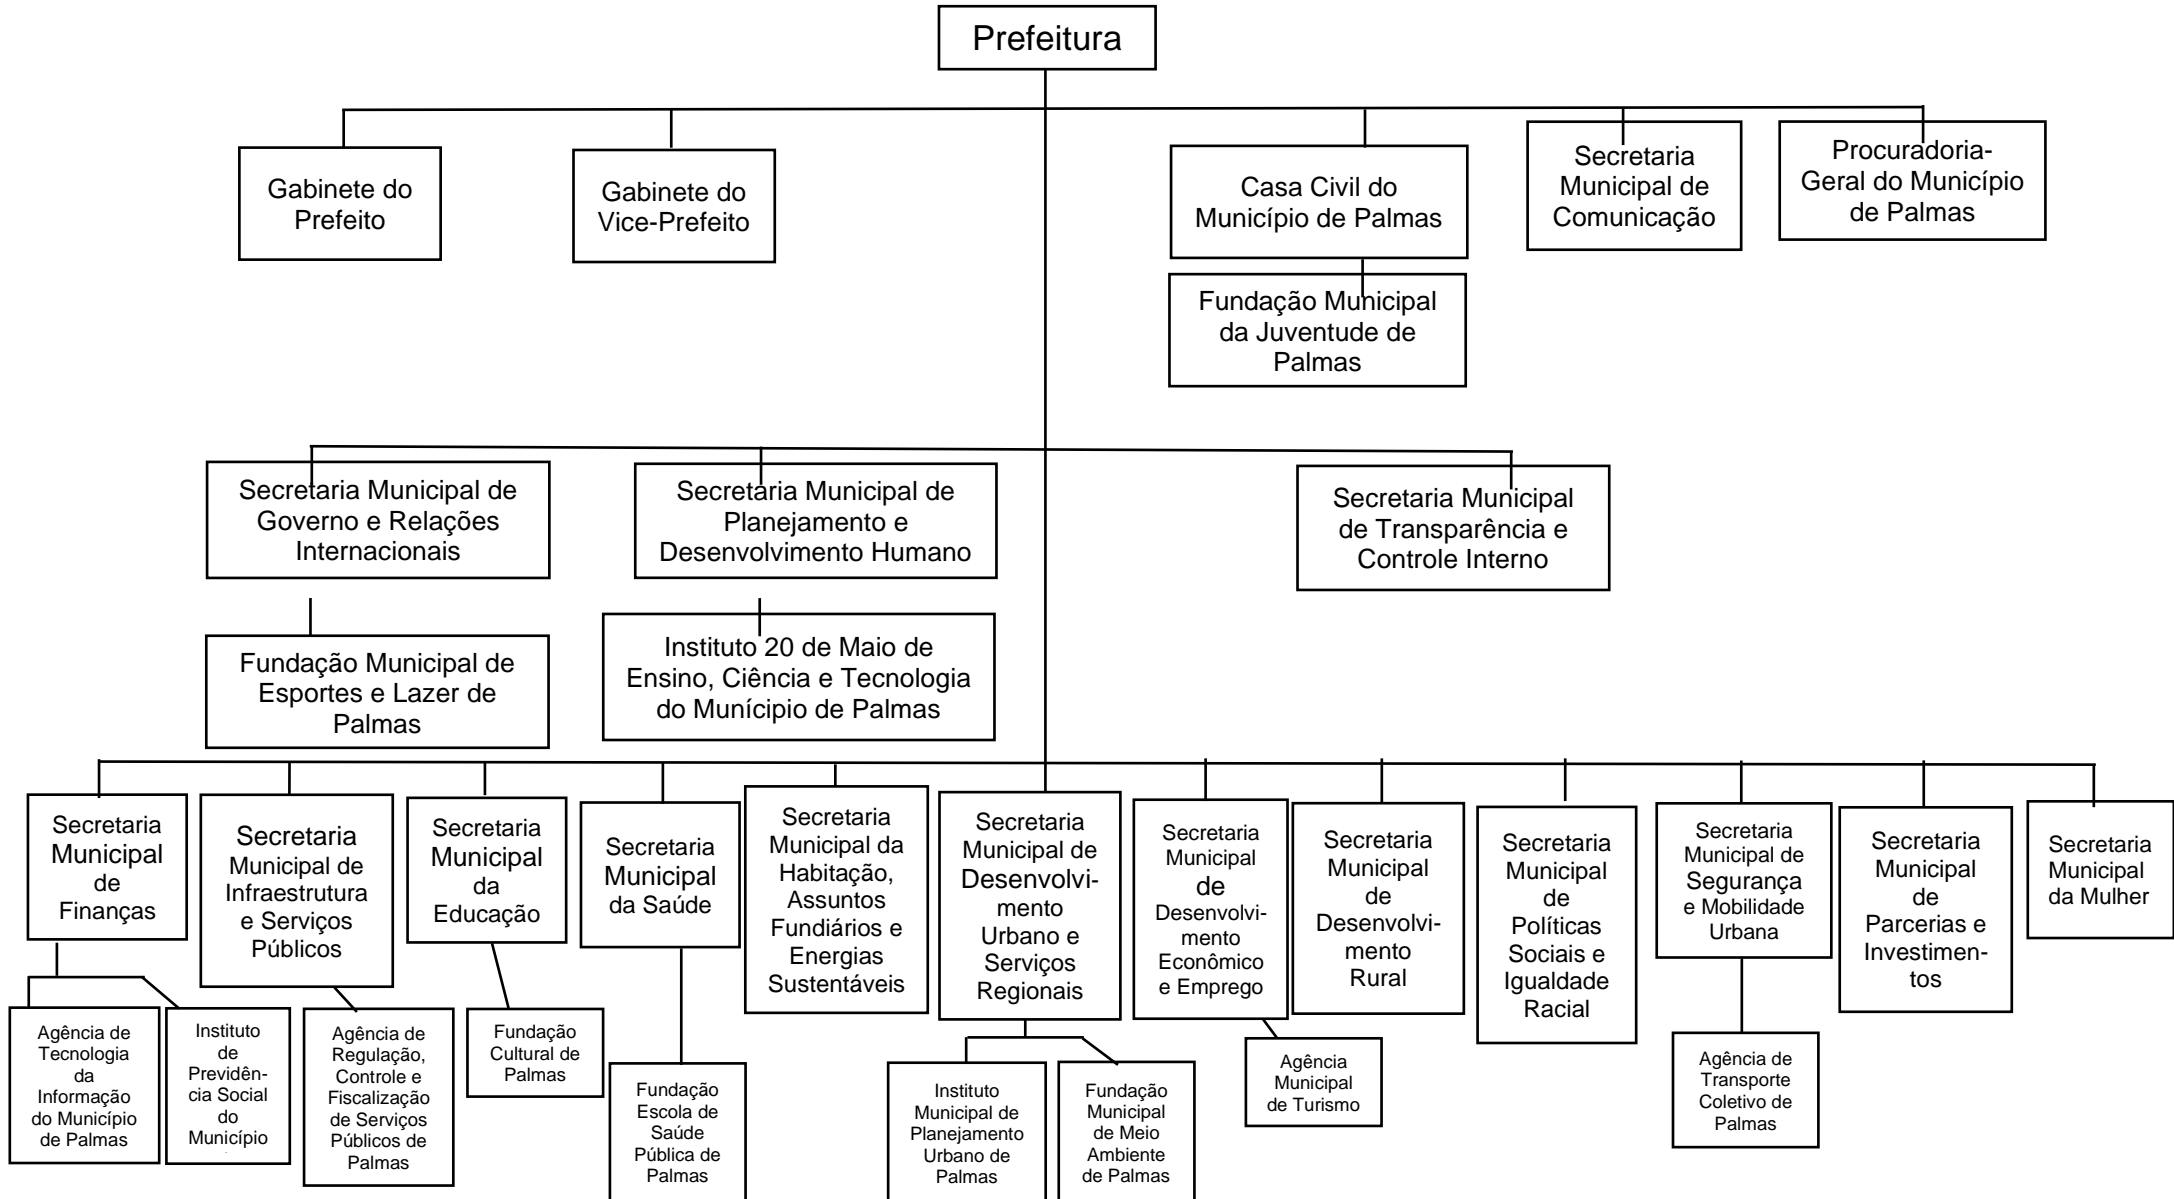 Prefeitura
Gabinete do
Prefeito
Gabinete do
Vice-Prefeito
Casa Civil do
Município de Palmas
Secretaria
Municipal de
Comunicação
Procuradoria-
Geral do Município
de Palmas
Fundação Municipal
da Juventude de
Palmas
Secretaria Municipal de
Governo e Relações
Internacionais
Secretaria Municipal de
Planejamento e
Desenvolvimento Humano
Secretaria Municipal
de Transparência e
Controle Interno
Fundação Municipal de
Esportes e Lazer de
Palmas
Instituto 20 de Maio de
Ensino, Ciência e Tecnologia
do Munícipio de Palmas
Secretaria
Municipal
de
Finanças
Secretaria
Municipal de
Infraestrutura
e Serviços
Públicos
Secretaria
Municipal
da
Educação
Secretaria
Municipal
da Saúde
Secretaria
Municipal da
Habitação,
Assuntos
Fundiários e
Energias
Sustentáveis
Secretaria
Municipal de
Desenvolvi-
mento
Urbano e
Serviços
Regionais
Secretaria
Municipal
de
Desenvolvi-
mento
Econômico
e Emprego
Secretaria
Municipal
de
Desenvolvi-
mento
Rural
Secretaria
Municipal
de
Políticas
Sociais e
Igualdade
Racial
Secretaria
Municipal de
Segurança
e Mobilidade
Urbana
Secretaria
Municipal
de
Parcerias e
Investimen-
tos
Secretaria
Municipal
da Mulher
Agência de
Tecnologia
da
Informação
do Município
de Palmas
Instituto
de
Previdên-
cia Social
do
Município
Agência de
Regulação,
Controle e
Fiscalização
de Serviços
Públicos de
Palmas
Fundação
Cultural de
Palmas
Fundação
Escola de
Saúde
Pública de
Palmas
Instituto
Municipal de
Planejamento
Urbano de
Palmas
Fundação
Municipal
de Meio
Ambiente
de Palmas
Agência
Municipal
de Turismo
Agência de
Transporte
Coletivo de
Palmas